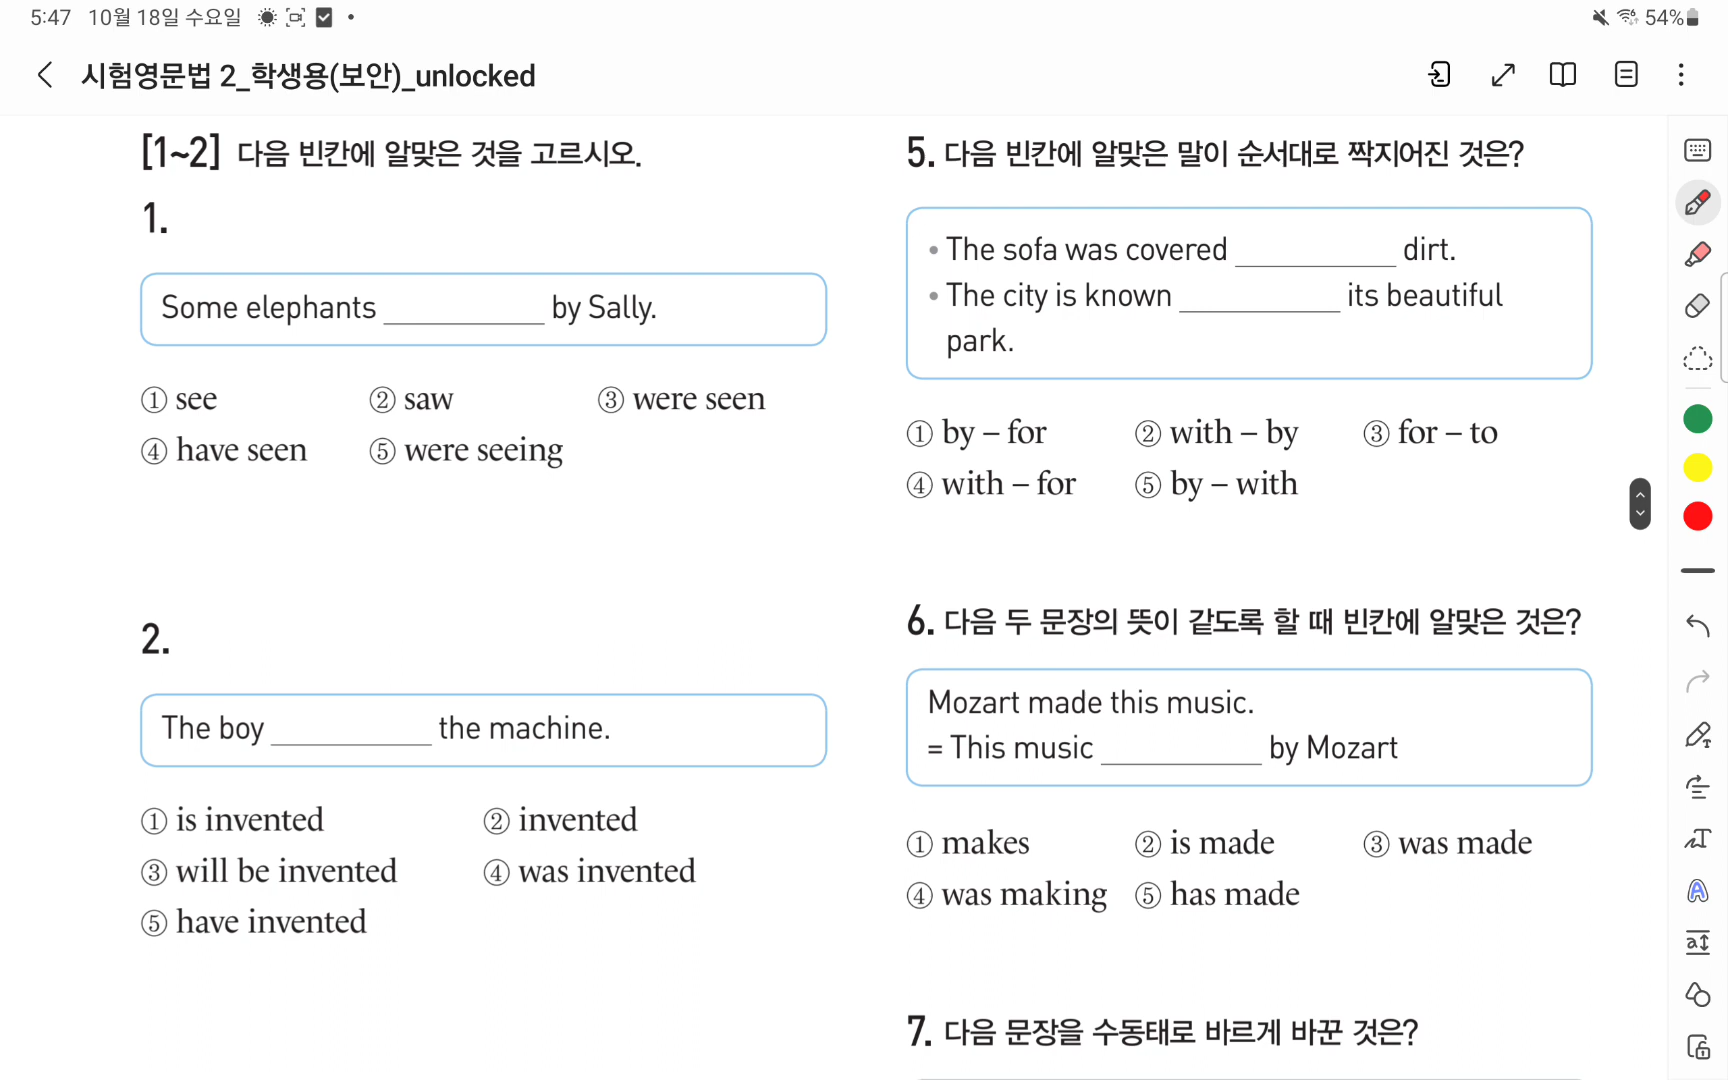 5:47 10월 18일 수요일
54%
시험영문법 2_학생용(보안)_unlocked
[1~2] 다음 빈칸에 알맞은 것을 고르시오.
1.
Some elephants __________ by Sally.
① see ② saw ③ were seen
④ have seen ⑤ were seeing
2.
The boy __________ the machine.
① is invented ② invented
③ will be invented ④ was invented
⑤ have invented
5. 다음 빈칸에 알맞은 말이 순서대로 짝지어진 것은?
• The sofa was covered __________ dirt.
• The city is known __________ its beautiful
park.
① by – for ② with – by ③ for – to
④ with – for ⑤ by – with
6. 다음 두 문장의 뜻이 같도록 할 때 빈칸에 알맞은 것은?
Mozart made this music.
= This music __________ by Mozart
① makes ② is made ③ was made
④ was making ⑤ has made
7. 다음 문장을 수동태로 바르게 바꾼 것은?